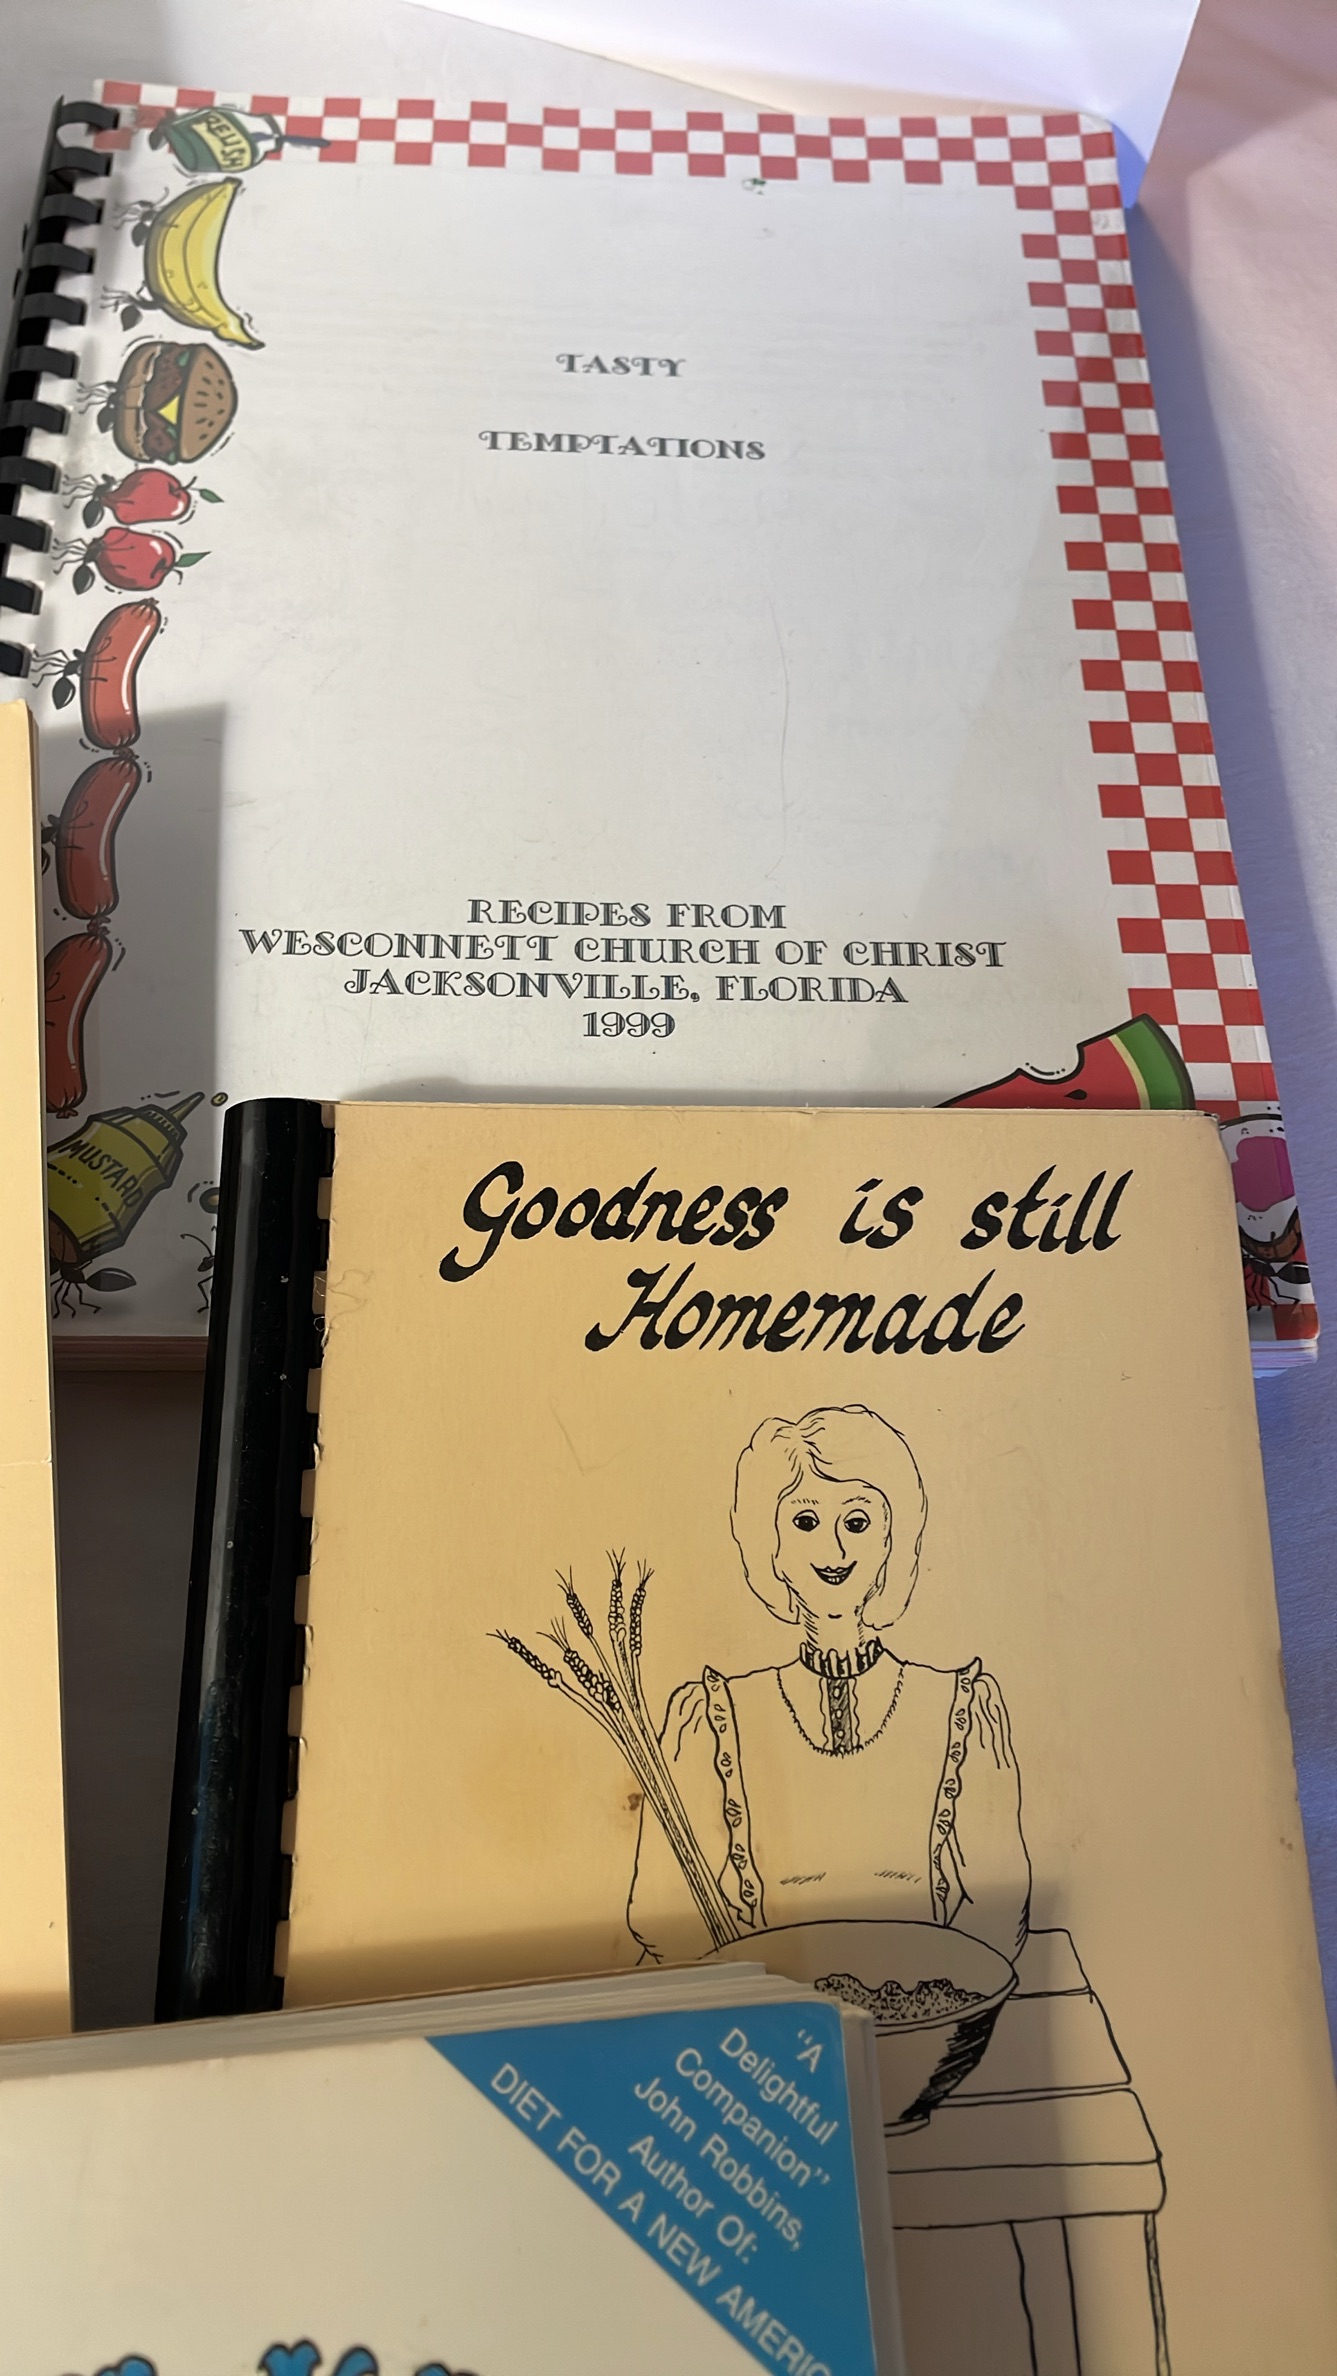 RELISH
TASTY
TEMPTATIONS
RECIPES FROM
WESCONNETT CHURCH OF CHRIST
JACKSONVILLE, FLORIDA
1999
MUSTARD
Goodness is still
Homemade
"A
Delightful
Companion"
John Robbins,
Author Of:
DIET FOR A NEW AMERIC